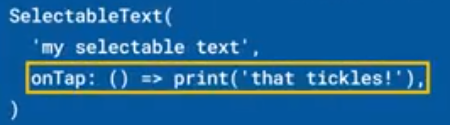 SelectableText(
'my selectable text',
onTap: () => print('that tickles!'),
)